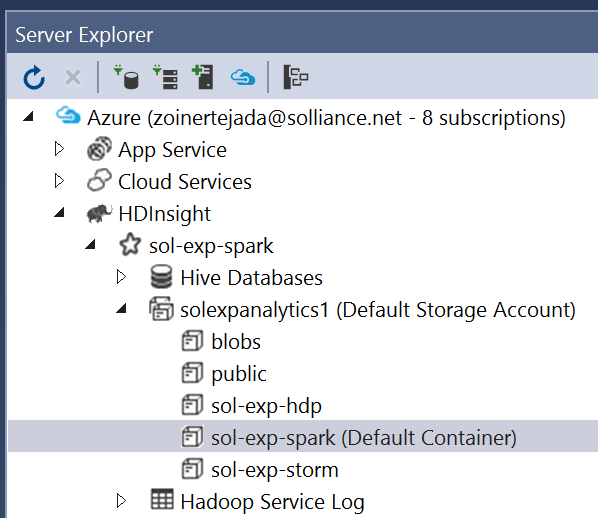 Server Explorer
Azure (zoinertejada@solliance.net - 8 subscriptions)
App Service
Cloud Services
HDInsight
sol-exp-spark
Hive Databases
solexpanalytics1 (Default Storage Account)
blobs
public
sol-exp-hdp
sol-exp-spark (Default Container)
sol-exp-storm
Hadoop Service Log